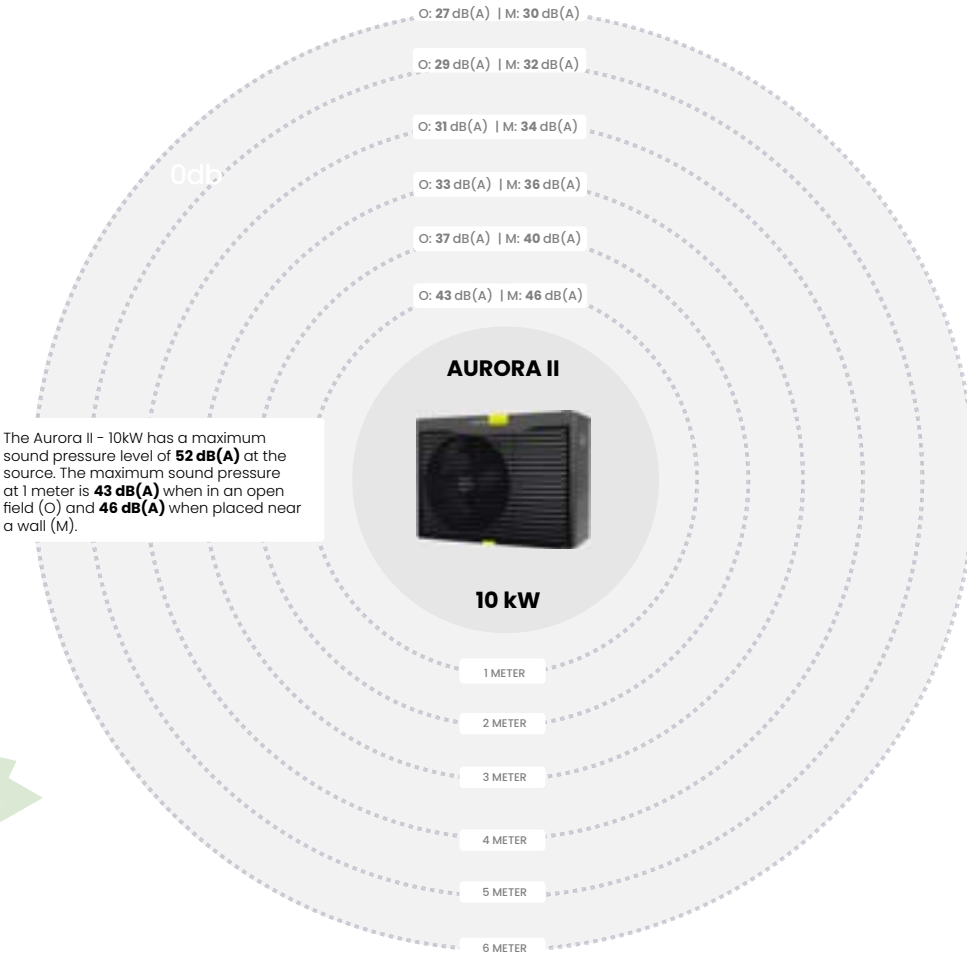 O: 27 dB(A) | M: 30 dB(A)
O: 29 dB(A) | M: 32 dB(A)
O: 31 dB(A) | M: 34 dB(A)
0db
O: 33 dB(A) | M: 36 dB(A)
O: 37 dB(A) | M: 40 dB(A)
O: 43 dB(A) | M: 46 dB(A)
AURORA II
The Aurora II - 10kW has a maximum
sound pressure level of 52 dB(A) at the
source. The maximum sound pressure
at 1 meter is 43 dB(A) when in an open
field (O) and 46 dB(A) when placed near
a wall (M).
10 kW
1 METER
2 METER
3 METER
4 METER
5 METER
6 METER